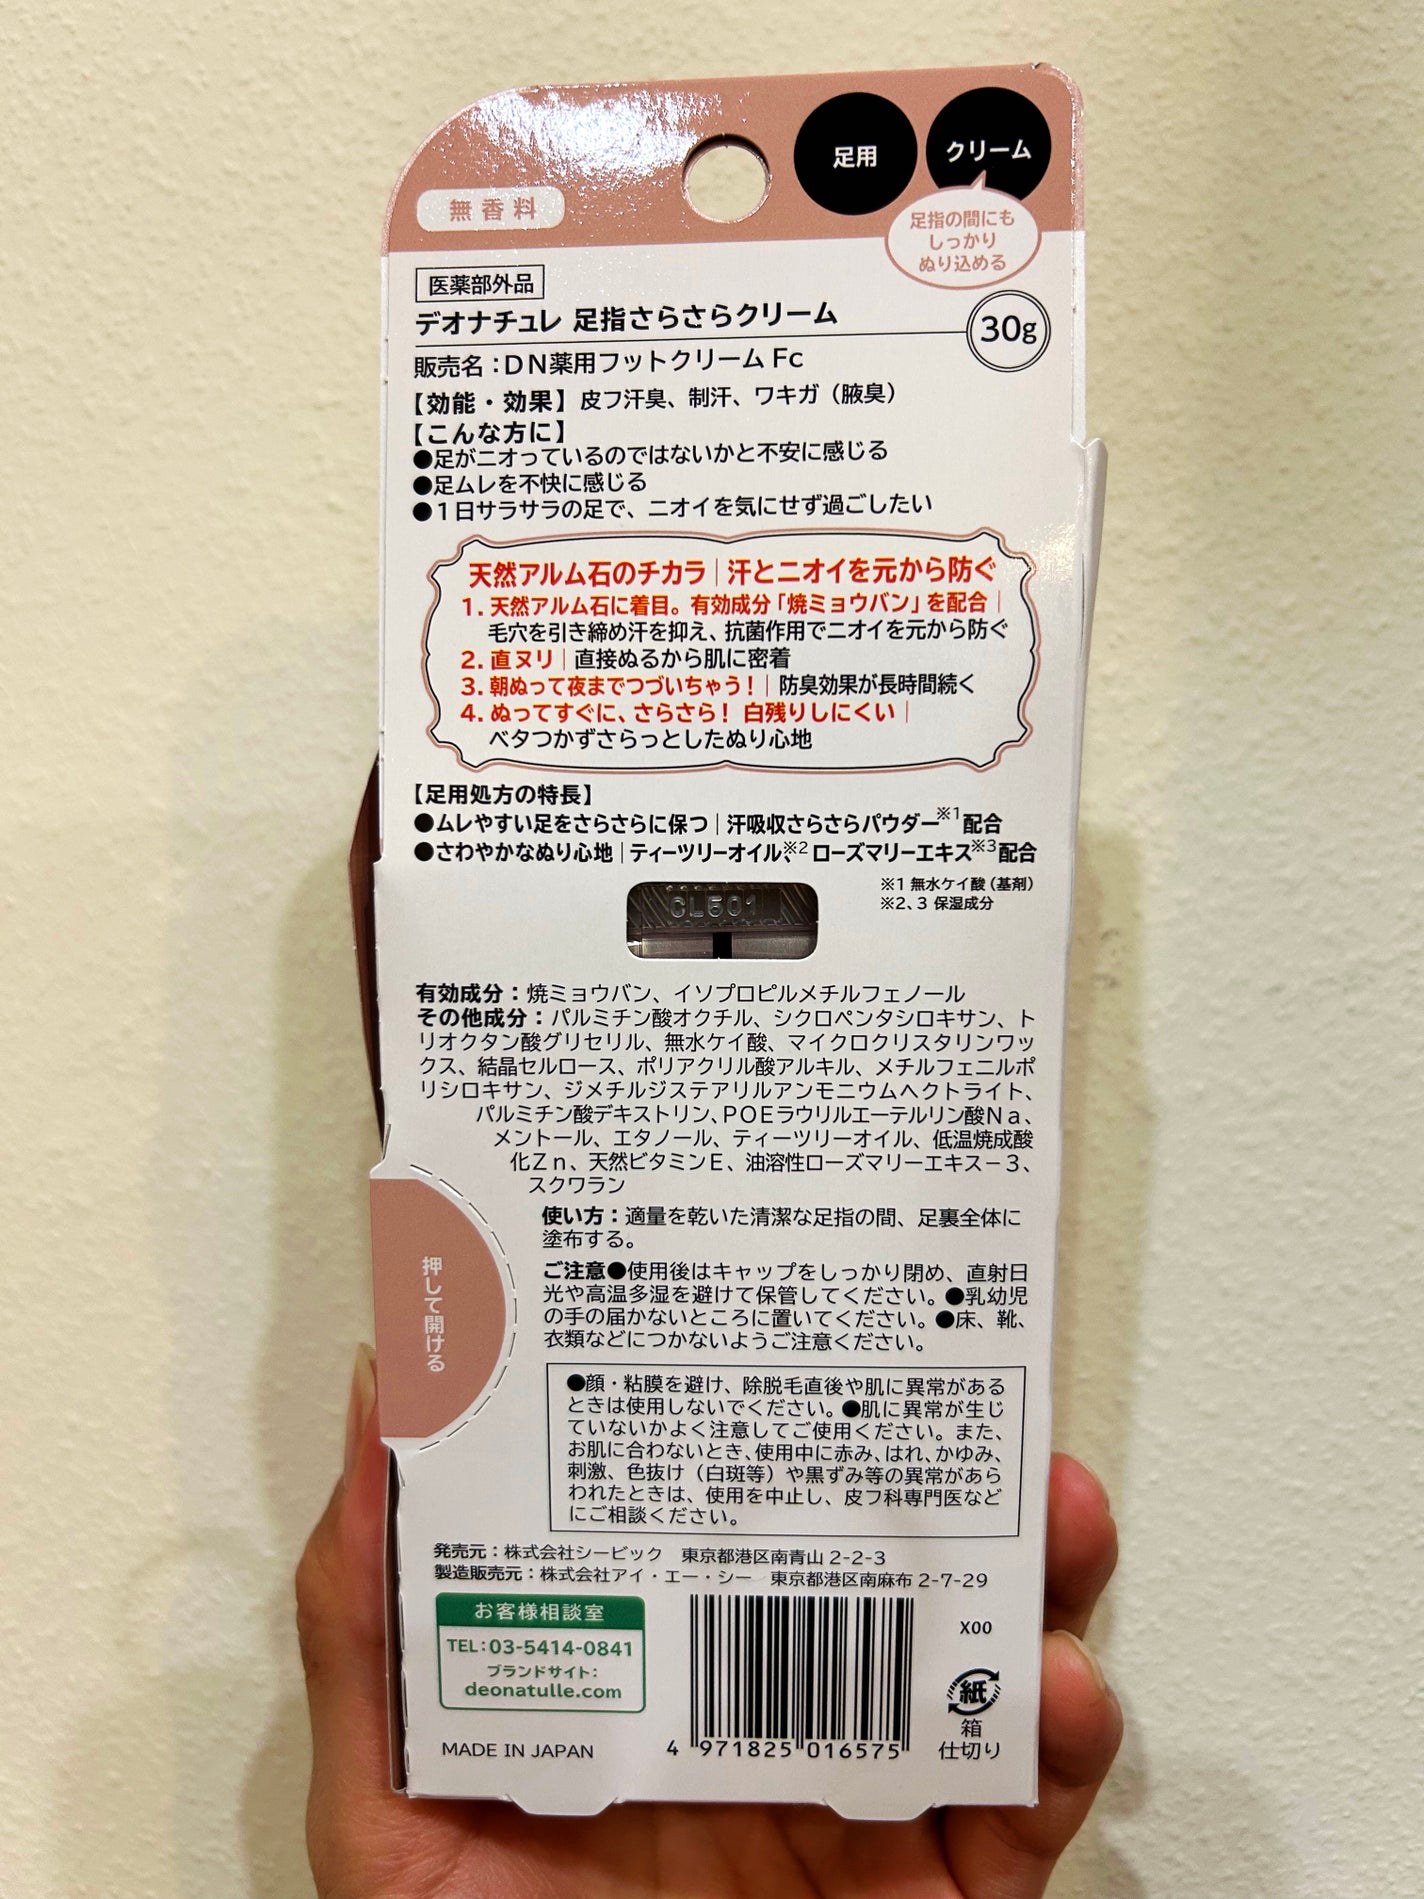 足用
クリーム
無香料
足指の間にも
しっかり
ぬり込める
医薬部外品
デオナチュレ 足指さらさらクリーム
30g
販売名：DN薬用フットクリーム Fc
【効能・効果】皮フ汗臭、制汗、ワキガ（腋臭）
【こんな方に】
●足がニオっているのではないかと不安に感じる
●足ムレを不快に感じる
●1日サラサラの足で、ニオイを気にせず過ごしたい
天然アルム石のチカラ｜汗とニオイを元から防ぐ
1. 天然アルム石に着目。有効成分「焼ミョウバン」を配合｜
毛穴を引き締め汗を抑え、抗菌作用でニオイを元から防ぐ
2. 直ヌリ｜直接ぬるから肌に密着
3. 朝ぬって夜までつづいちゃう！｜防臭効果が長時間続く
4. ぬってすぐに、さらさら！ 白残りしにくい｜
ベタつかずさらっとしたぬり心地
【足用処方の特長】
●ムレやすい足をさらさらに保つ｜汗吸収さらさらパウダー※1配合
●さわやかなぬり心地｜ティーツリーオイル※2、ローズマリーエキス※3配合
※1 無水ケイ酸（基剤）
※2、3 保湿成分
CL501
有効成分：焼ミョウバン、イソプロピルメチルフェノール
その他成分：パルミチン酸オクチル、シクロペンタシロキサン、ト
リオクタン酸グリセリル、無水ケイ酸、マイクロクリスタリンワッ
クス、結晶セルロース、ポリアクリル酸アルキル、メチルフェニルポ
リシロキサン、ジメチルジステアリルアンモニウムヘクトライト、
パルミチン酸デキストリン、POEラウリルエーテルリン酸Na、
メントール、エタノール、ティーツリーオイル、低温焼成酸
化Zn、天然ビタミンE、油溶性ローズマリーエキス－3、
スクワラン
使い方：適量を乾いた清潔な足指の間、足裏全体に
塗布する。
ご注意●使用後はキャップをしっかり閉め、直射日
光や高温多湿を避けて保管してください。●乳幼児
の手の届かないところに置いてください。●床、靴、
衣類などにつかないようご注意ください。
押して開ける
●顔・粘膜を避け、除脱毛直後や肌に異常がある
ときは使用しないでください。●肌に異常が生じ
ていないかよく注意してご使用ください。また、
お肌に合わないとき、使用中に赤み、はれ、かゆみ、
刺激、色抜け（白斑等）や黒ずみ等の異常があら
われたときは、使用を中止し、皮フ科専門医など
にご相談ください。
発売元：株式会社シービック 東京都港区南青山 2-2-3
製造販売元：株式会社アイ・エー・シー 東京都港区南麻布 2-7-29
お客様相談室
TEL：03-5414-0841
ブランドサイト：
deonatulle.com
MADE IN JAPAN
4 971825 016575
X00
紙
箱
仕切り